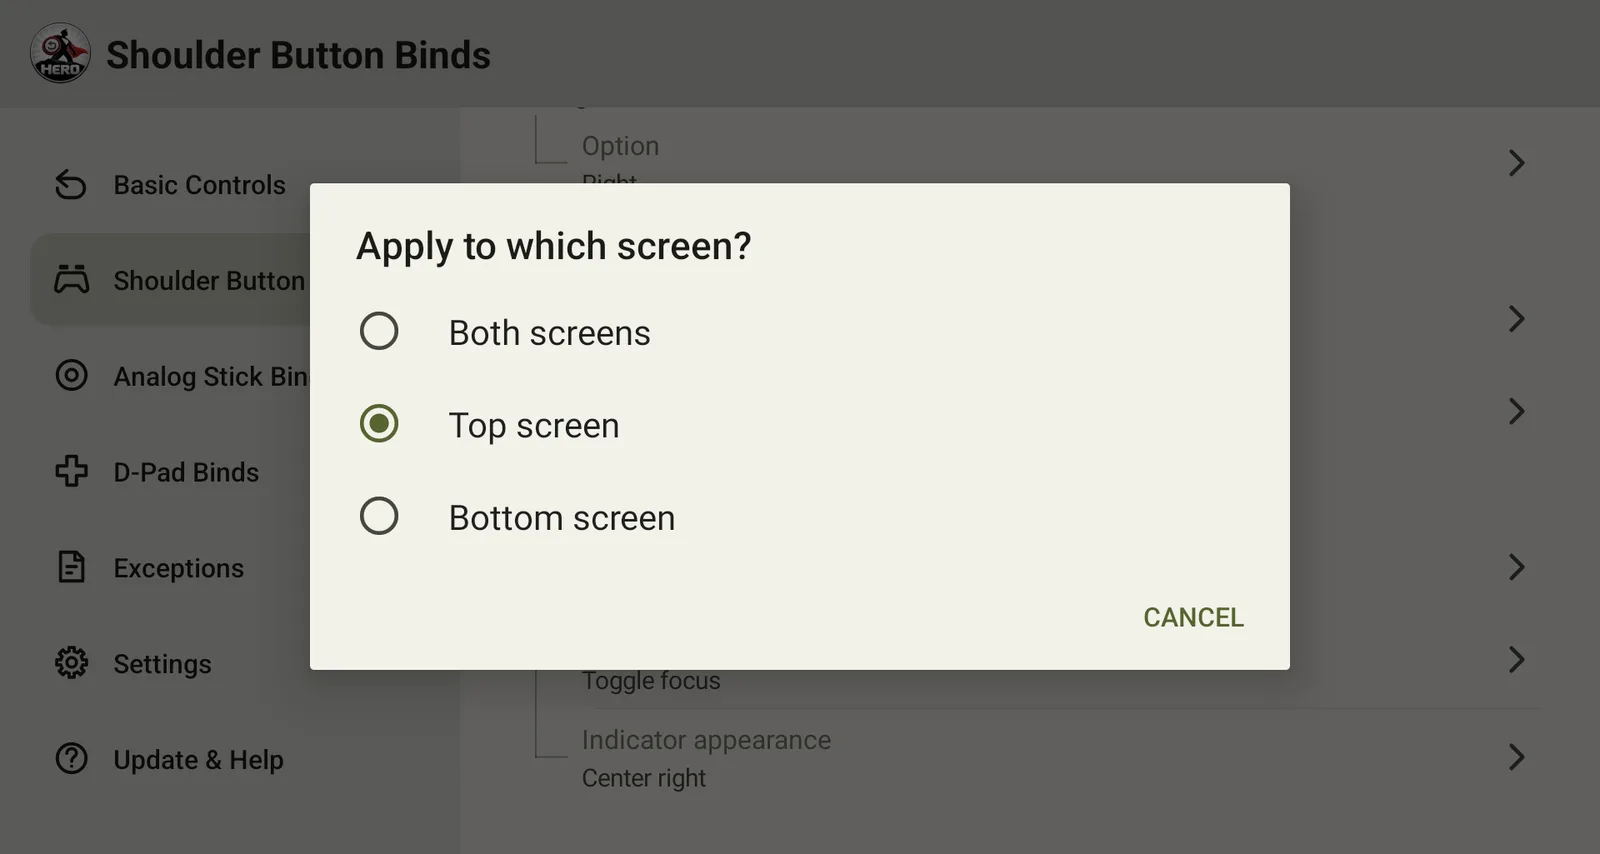 HERO
Shoulder Button Binds
Basic Controls
Shoulder Button
Analog Stick
D-Pad Binds
Exceptions
Settings
Update & Help
Option
Right
Apply to which screen?
Both screens
Top screen
Bottom screen
CANCEL
Toggle focus
Indicator appearance
Center right